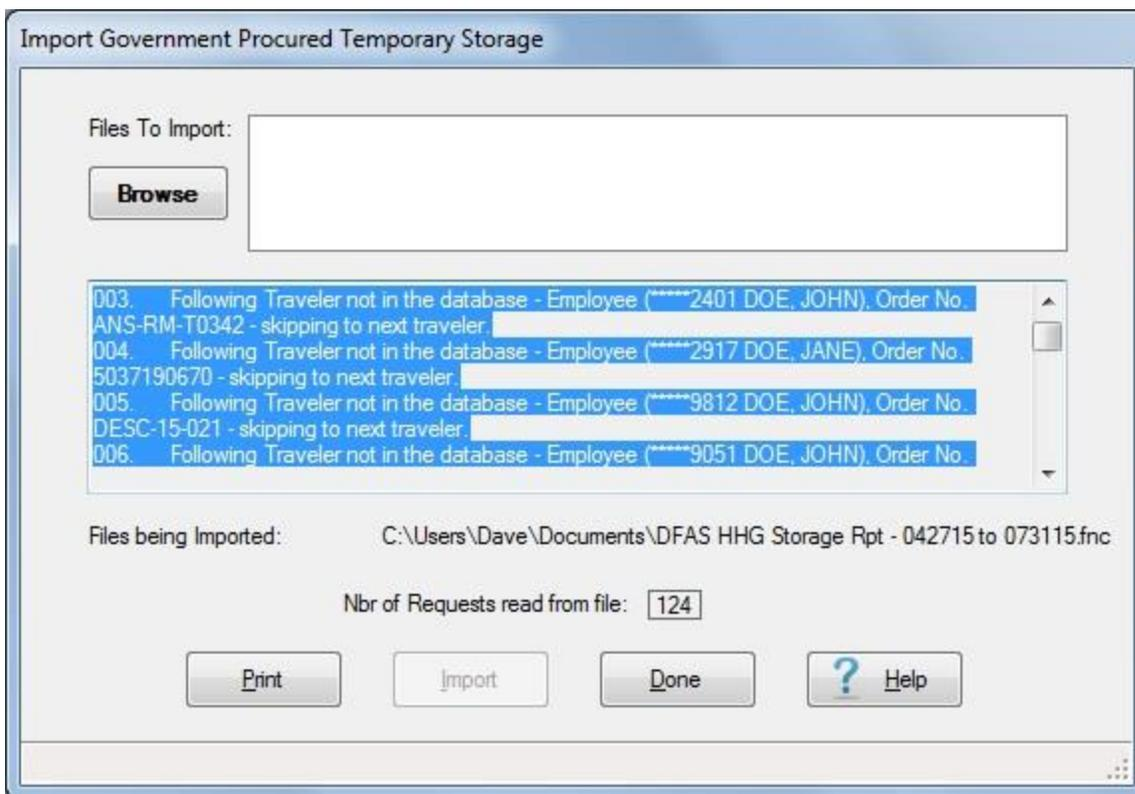 Import Government Procured Temporary Storage
Files To Import:
Browse
003. Following Traveler not in the database - Employee (*****2401 DOE, JOHN), Order No.
ANS-RM-T0342 - skipping to next traveler.
004. Following Traveler not in the database - Employee (*****2917 DOE, JANE), Order No.
5037190670 - skipping to next traveler.
005. Following Traveler not in the database - Employee (*****9812 DOE, JOHN), Order No.
DESC-15-021 - skipping to next traveler.
006. Following Traveler not in the database - Employee (*****9051 DOE, JOHN), Order No.
Files being Imported: C:\Users\Dave\Documents\DFAS HHG Storage Rpt - 042715 to 073115.fnc
Nbr of Requests read from file: 124
Print Import Done ? Help